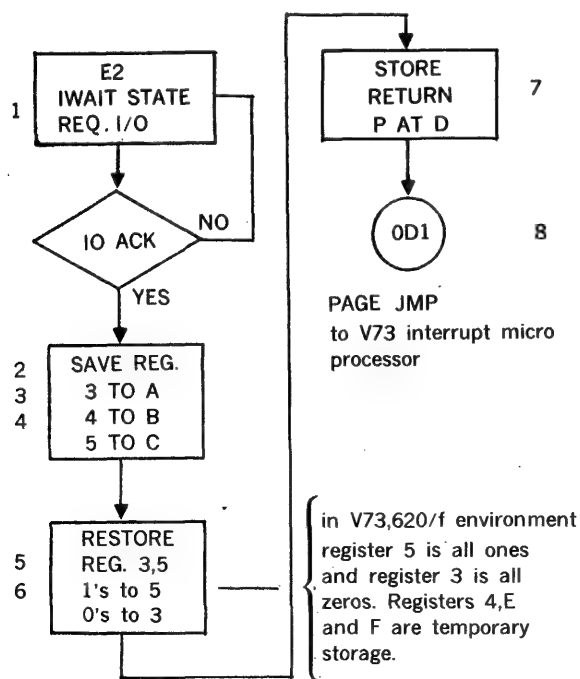 1
E2
IWAIT STATE
REQ. I/O
IO ACK
NO
YES
2
3
4
SAVE REG.
3 TO A
4 TO B
5 TO C
5
6
RESTORE
REG. 3,5
1's to 5
0's to 3
in V73,620/f environment
register 5 is all ones
and register 3 is all
zeros. Registers 4,E
and F are temporary
storage.
STORE
RETURN
P AT D
7
OD1
8
PAGE JMP
to V73 interrupt micro
processor